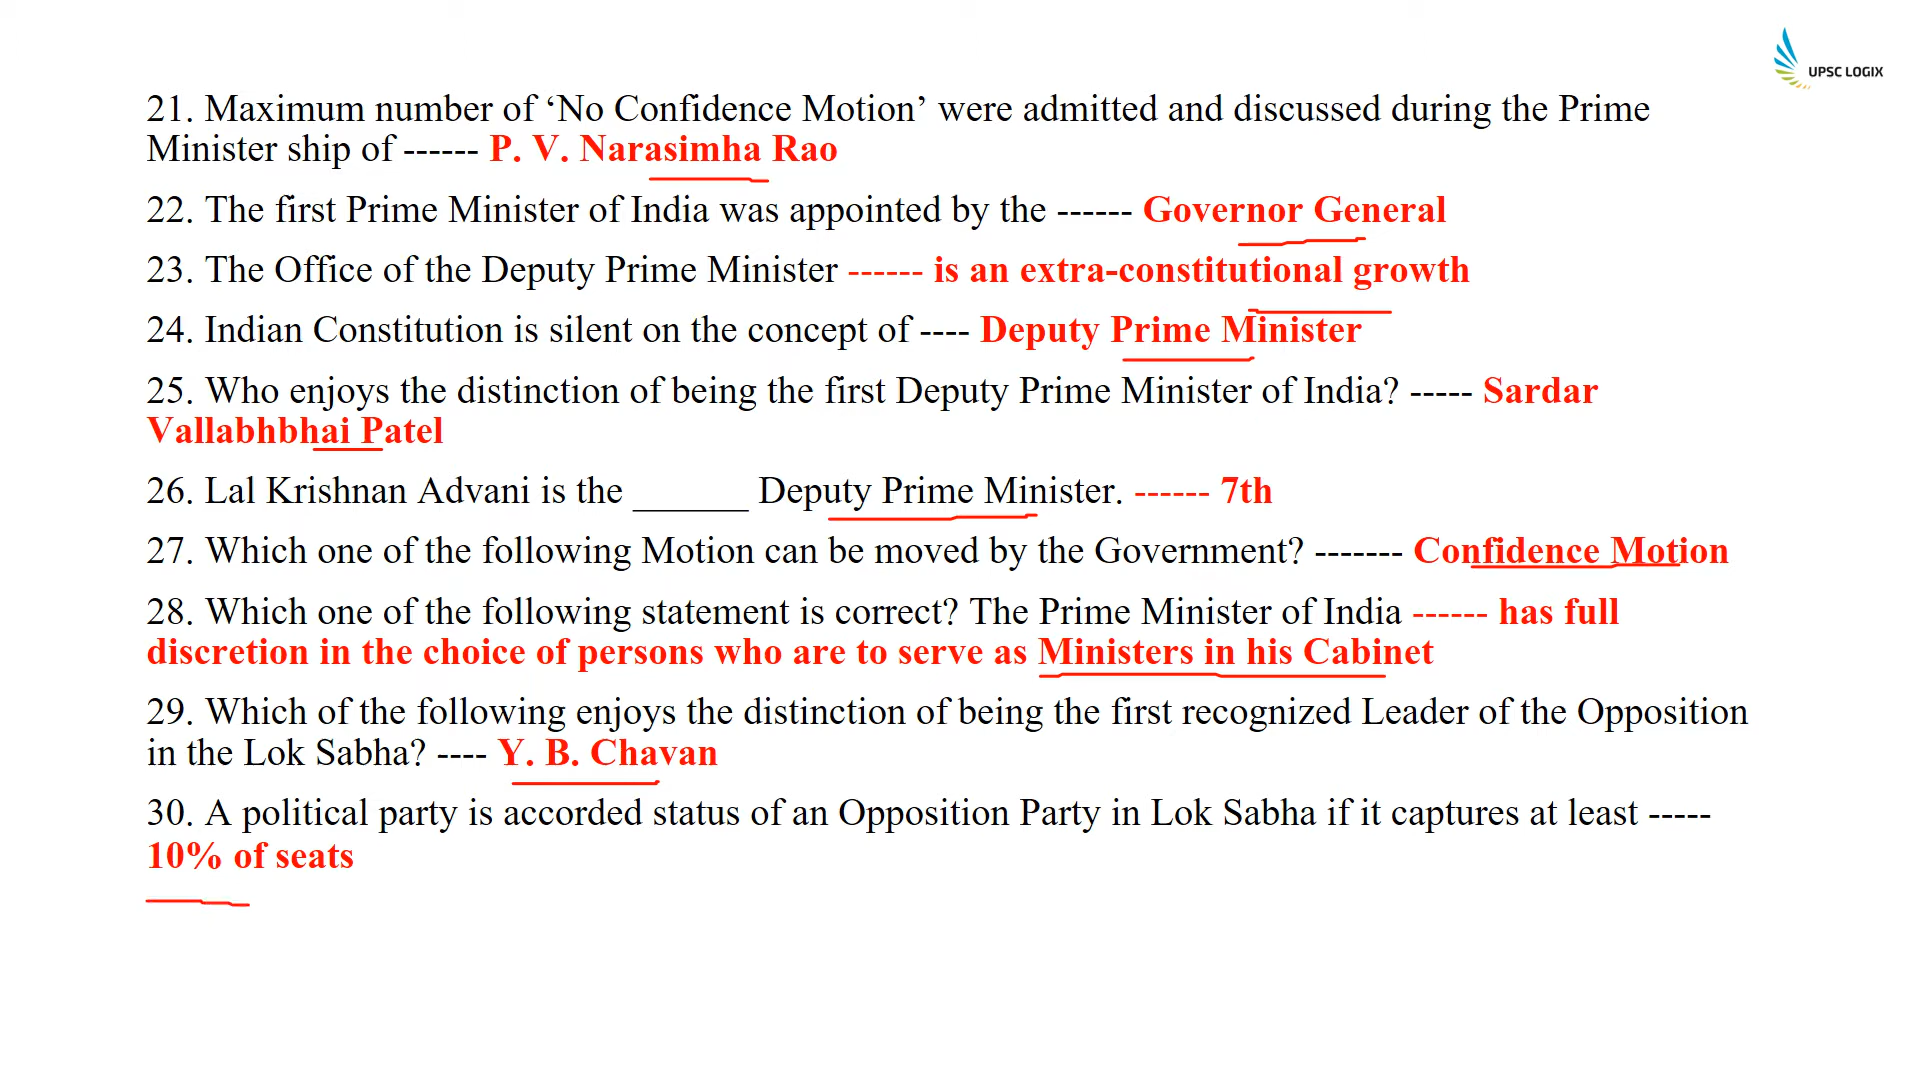 UPSC LOGIX
21. Maximum number of ‘No Confidence Motion’ were admitted and discussed during the Prime
Minister ship of ------ P. V. Narasimha Rao
22. The first Prime Minister of India was appointed by the ------ Governor General
23. The Office of the Deputy Prime Minister ------ is an extra-constitutional growth
24. Indian Constitution is silent on the concept of ---- Deputy Prime Minister
25. Who enjoys the distinction of being the first Deputy Prime Minister of India? ----- Sardar
Vallabhbhai Patel
26. Lal Krishnan Advani is the ______ Deputy Prime Minister. ------ 7th
27. Which one of the following Motion can be moved by the Government? ------- Confidence Motion
28. Which one of the following statement is correct? The Prime Minister of India ------ has full
discretion in the choice of persons who are to serve as Ministers in his Cabinet
29. Which of the following enjoys the distinction of being the first recognized Leader of the Opposition
in the Lok Sabha? ---- Y. B. Chavan
30. A political party is accorded status of an Opposition Party in Lok Sabha if it captures at least -----
10% of seats